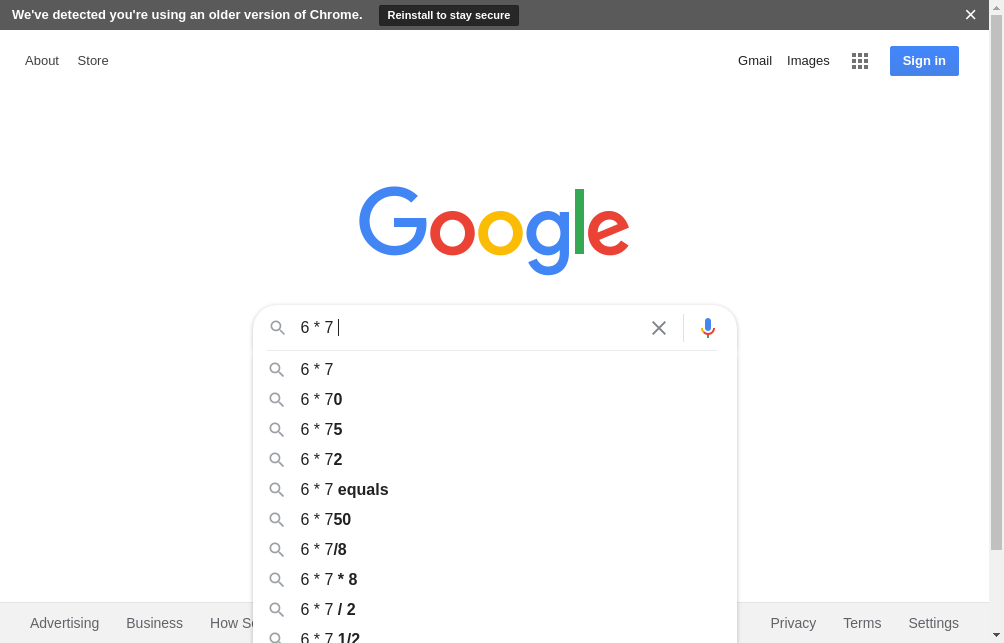 We've detected you're using an older version of Chrome. Reinstall to stay secure
About Store Gmail Images Sign in
Google
6 * 7
6 * 7
6 * 70
6 * 75
6 * 72
6 * 7 equals
6 * 750
6 * 7/8
6 * 7 * 8
6 * 7 / 2
6 * 7 1/2
Advertising Business How Privacy Terms Settings